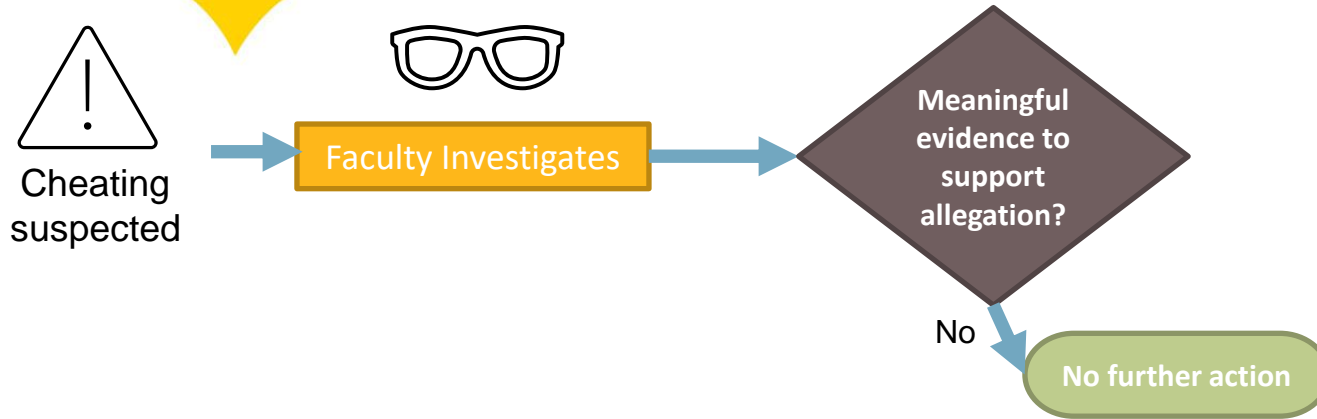 Cheating
suspected
Faculty Investigates
Meaningful
evidence to
support
allegation?
No
No further action